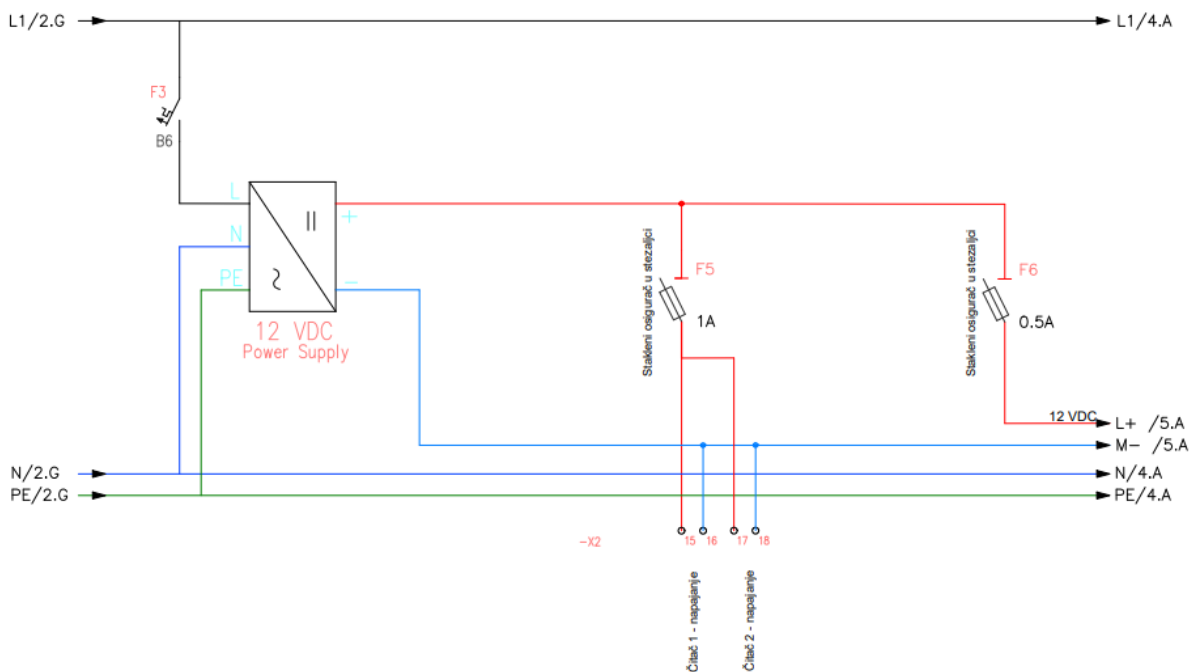 L1/2.G
L1/4.A
F3
B6
L
N
PE
+
-
12 VDC
Power Supply
Stakleni osigurač u stezaljci
F5
1A
Stakleni osigurač u stezaljci
F6
0.5A
12 VDC
L+ /5.A
M- /5.A
N/2.G
N/4.A
PE/2.G
PE/4.A
-X2
15
16
17
18
Čitač 1 - napajanje
Čitač 2 - napajanje